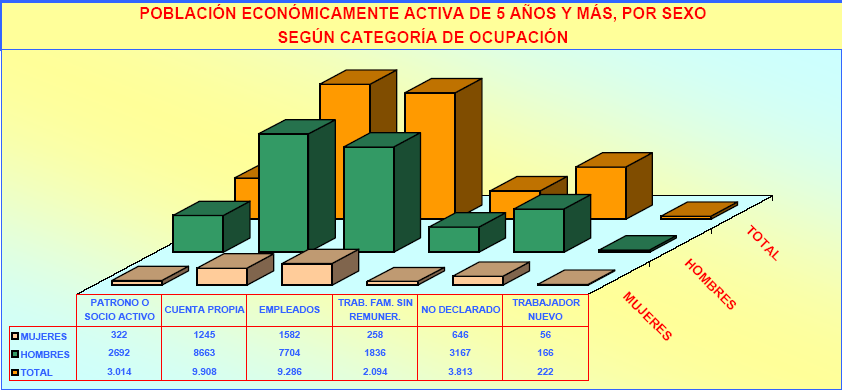 POBLACIÓN ECONÓMICAMENTE ACTIVA DE 5 AÑOS Y MÁS, POR SEXO
SEGÚN CATEGORÍA DE OCUPACIÓN
TOTAL
HOMBRES
MUJERES
PATRONO O SOCIO ACTIVO CUENTA PROPIA EMPLEADOS TRAB. FAM. SIN REMUNER. NO DECLARADO TRABAJADOR NUEVO
MUJERES 322 1245 1582 258 646 56
HOMBRES 2692 8663 7704 1836 3167 166
TOTAL 3.014 9.908 9.286 2.094 3.813 222